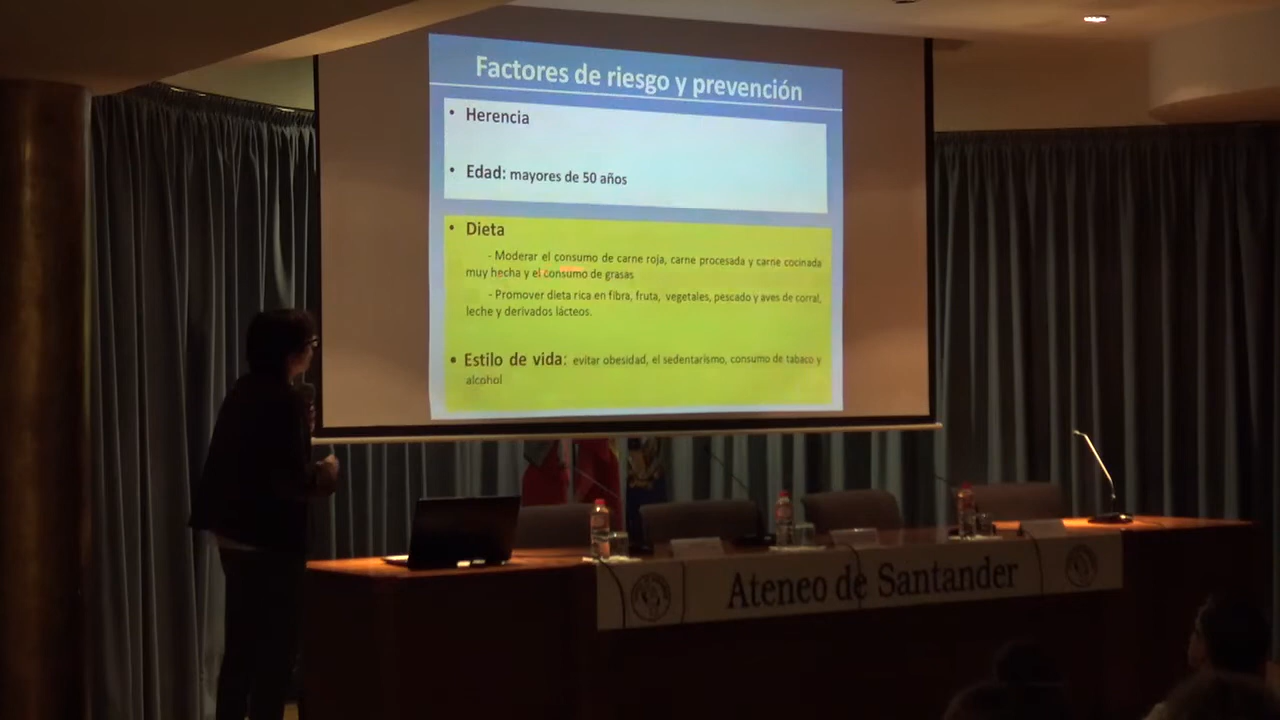 Factores de riesgo y prevención
• Herencia
• Edad: mayores de 50 años
• Dieta
- Moderar el consumo de carne roja, carne procesada y carne cocinada
muy hecha y el consumo de grasas
- Promover dieta rica en fibra, fruta, vegetales, pescado y aves de corral,
leche y derivados lácteos.
• Estilo de vida: evitar obesidad, el sedentarismo, consumo de tabaco y
alcohol
Ateneo de Santander